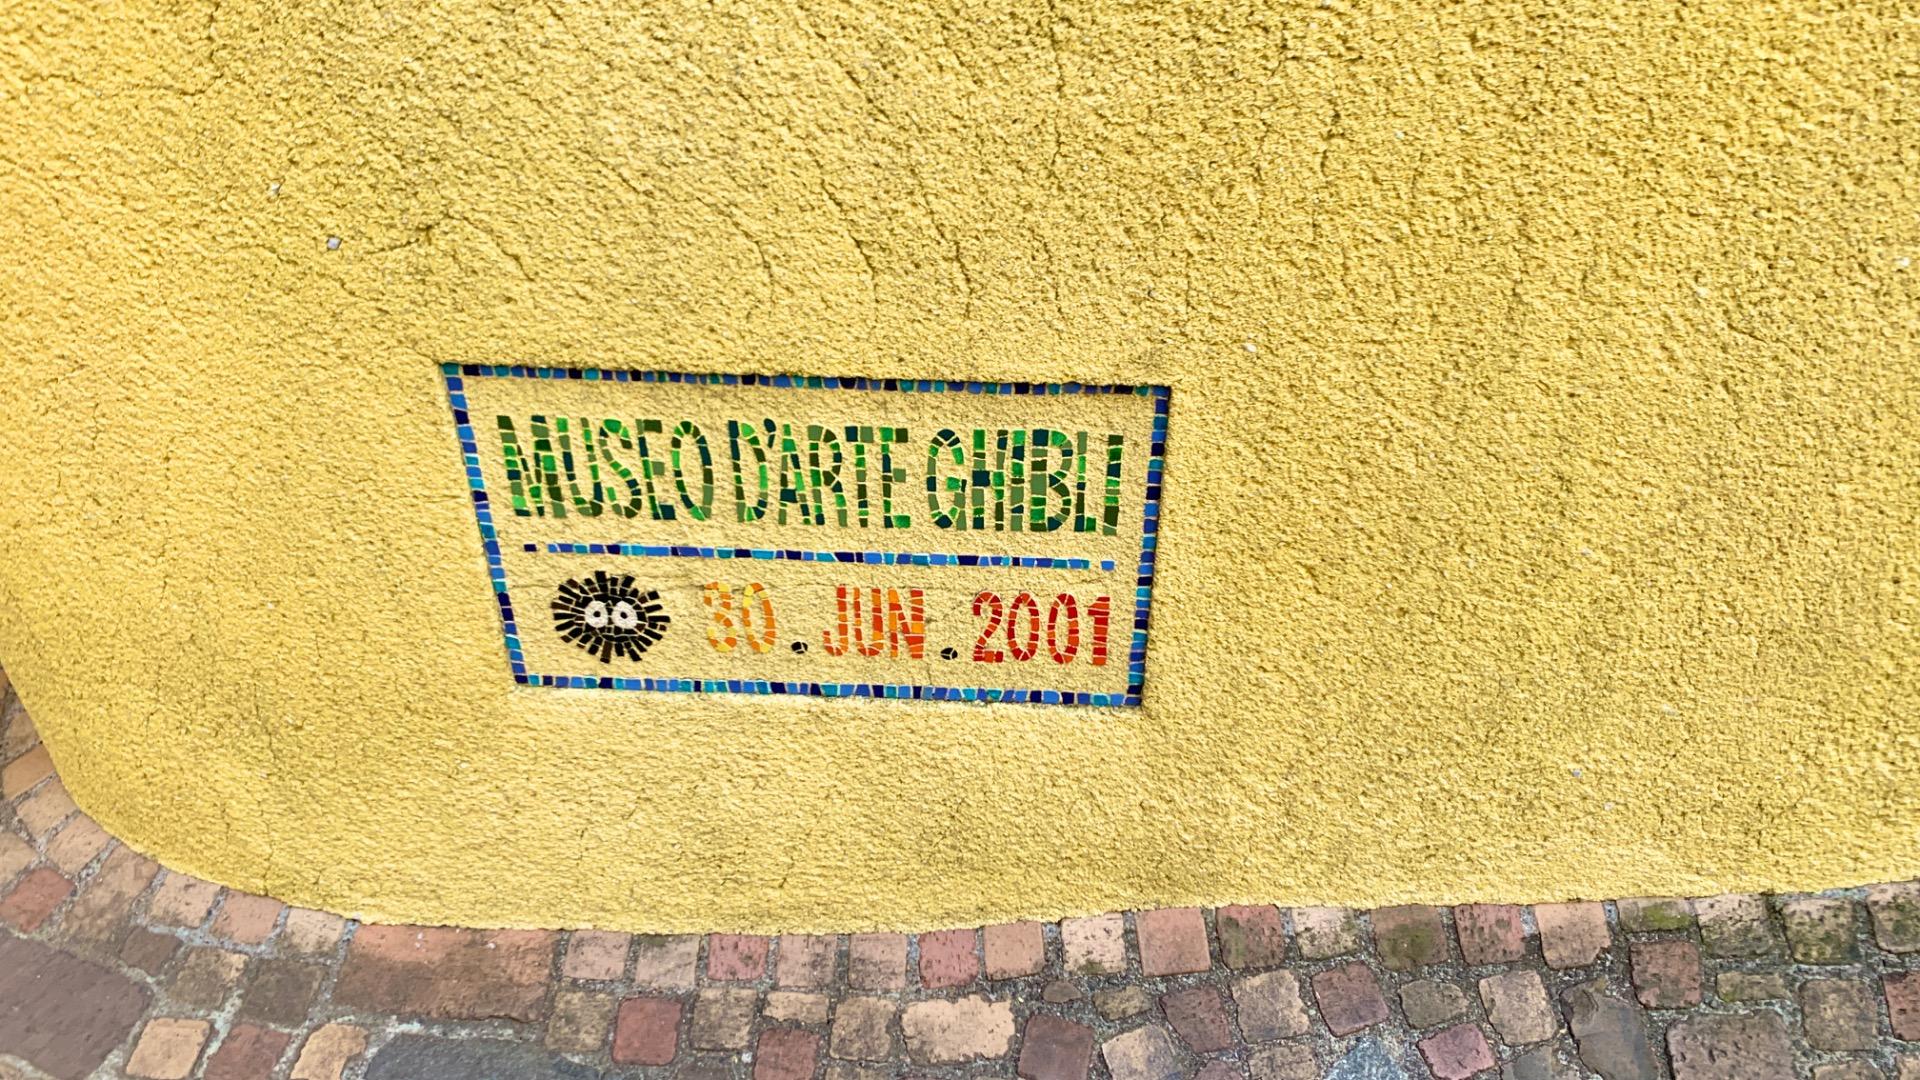 MUSEO D'ARTE GHIBLI
30.JUN.2001